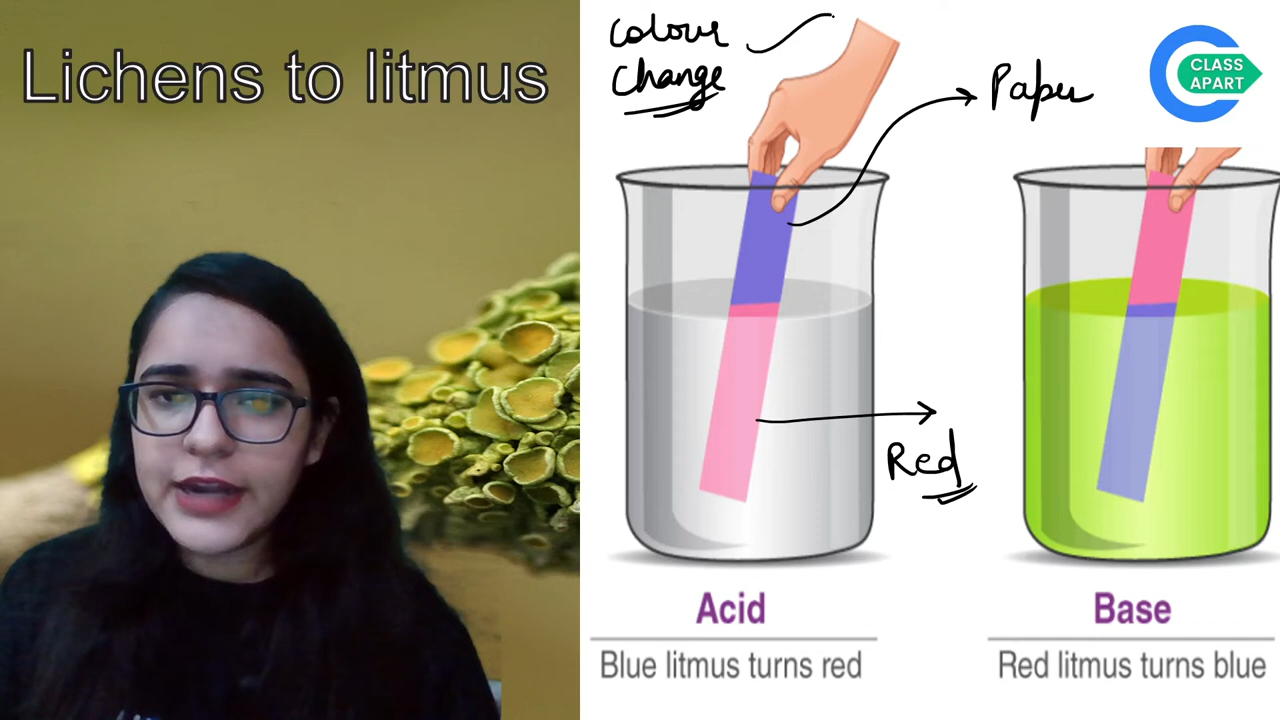 Lichens to litmus
Colour
Change
Paper
CLASS
APART
Red
Acid
Blue litmus turns red
Base
Red litmus turns blue